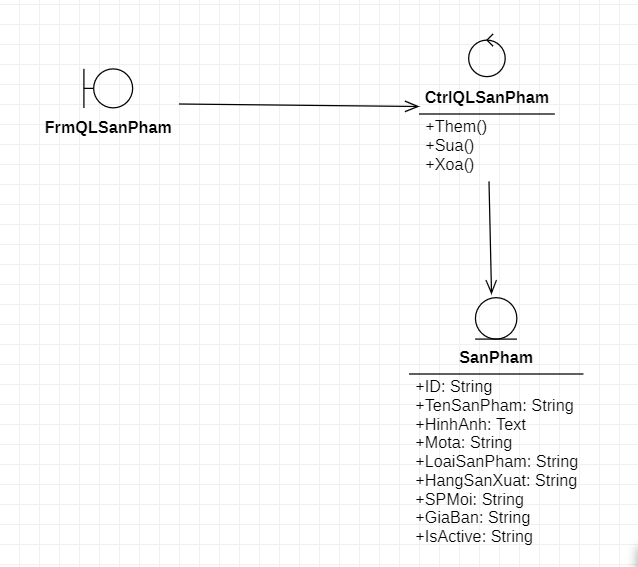 FrmQLSanPham
CtrlQLSanPham
+Them()
+Sua()
+Xoa()
SanPham
+ID: String
+TenSanPham: String
+HinhAnh: Text
+Mota: String
+LoaiSanPham: String
+HangSanXuat: String
+SPMoi: String
+GiaBan: String
+IsActive: String